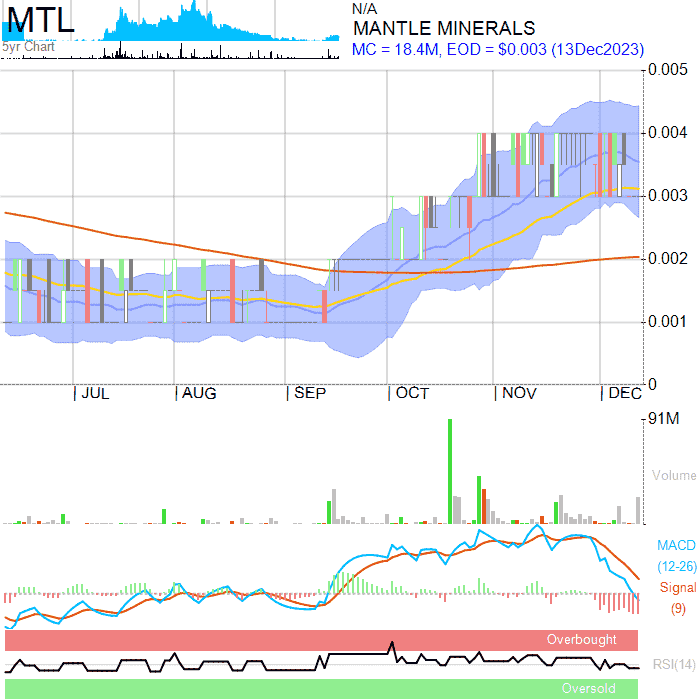 MTL
5yr Chart
N/A
MANTLE MINERALS
MC = 18.4M, EOD = $0.003 (13Dec2023)
0.005
0.004
0.003
0.002
0.001
0
| JUL | AUG | SEP | OCT | NOV | DEC
91M
Volume
MACD
(12-26)
Signal
(9)
Overbought
RSI(14)
Oversold